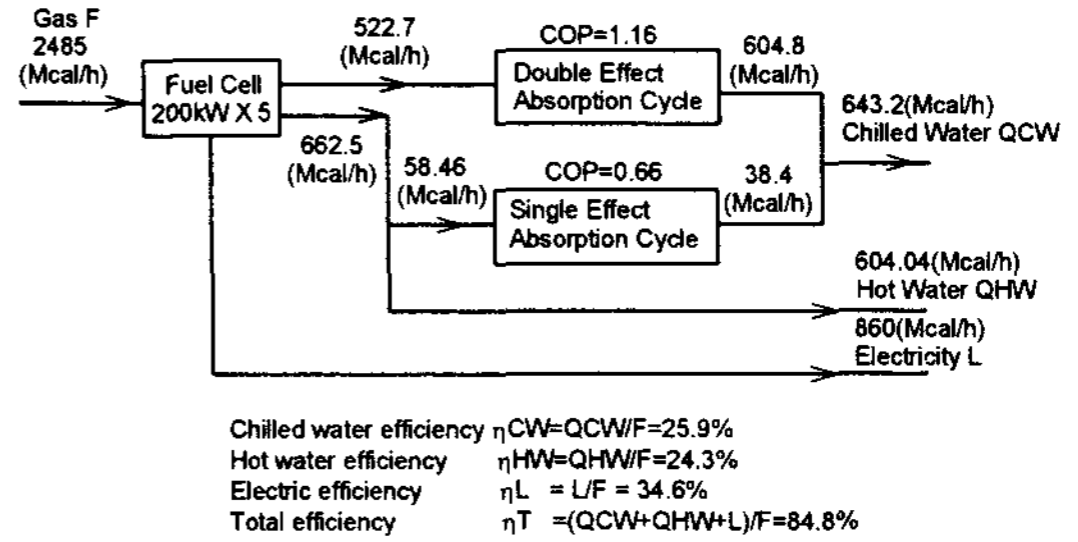 Gas F
2485
(Mcal/h)
522.7
(Mcal/h)
COP=1.16
604.8
(Mcal/h)
Fuel Cell
200kW X 5
Double Effect
Absorption Cycle
643.2(Mcal/h)
Chilled Water QCW
662.5
(Mcal/h)
58.46
(Mcal/h)
COP=0.66
38.4
(Mcal/h)
Single Effect
Absorption Cycle
604.04(Mcal/h)
Hot Water QHW
860(Mcal/h)
Electricity L
Chilled water efficiency ηCW=QCW/F=25.9%
Hot water efficiency ηHW=QHW/F=24.3%
Electric efficiency ηL = L/F = 34.6%
Total efficiency ηT =(QCW+QHW+L)/F=84.8%